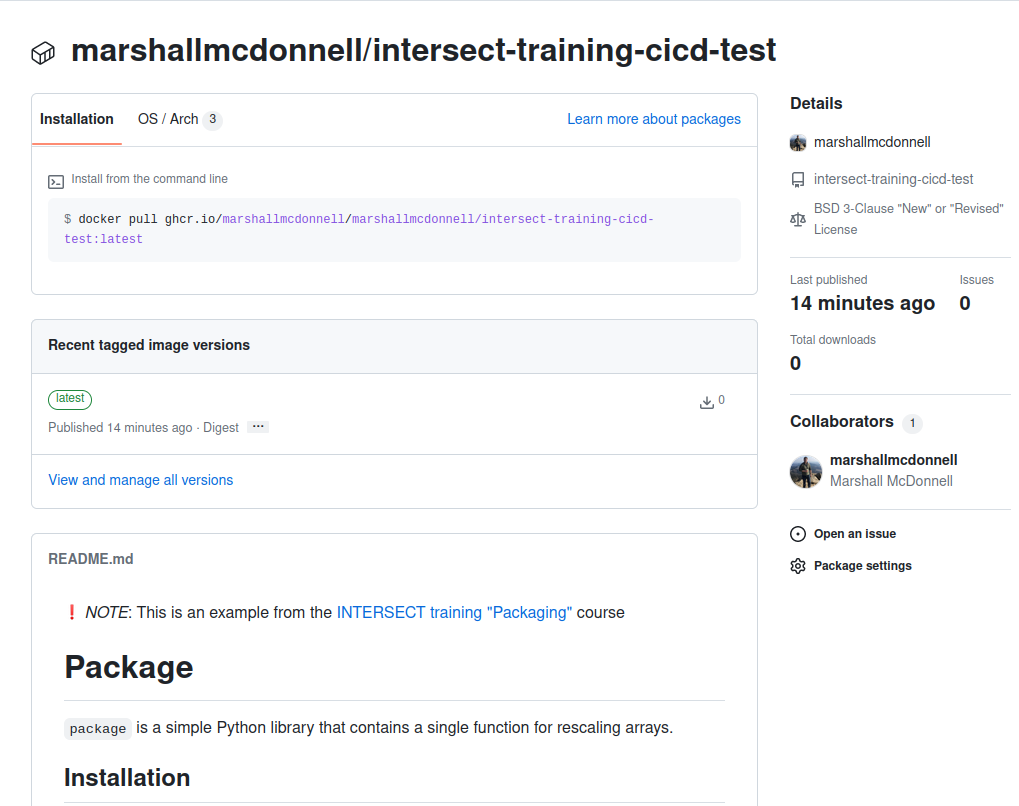 marshallmcdonnell/intersect-training-cicd-test
Installation
OS / Arch 3
Learn more about packages
Install from the command line
$ docker pull ghcr.io/marshallmcdonnell/marshallmcdonnell/intersect-training-cicd-
test:latest
Recent tagged image versions
latest
0
Published 14 minutes ago · Digest ···
View and manage all versions
README.md
❗ NOTE: This is an example from the INTERSECT training "Packaging" course
Package
package is a simple Python library that contains a single function for rescaling arrays.
Installation
Details
marshallmcdonnell
intersect-training-cicd-test
BSD 3-Clause "New" or "Revised"
License
Last published
Issues
14 minutes ago
0
Total downloads
0
Collaborators 1
marshallmcdonnell
Marshall McDonnell
Open an issue
Package settings